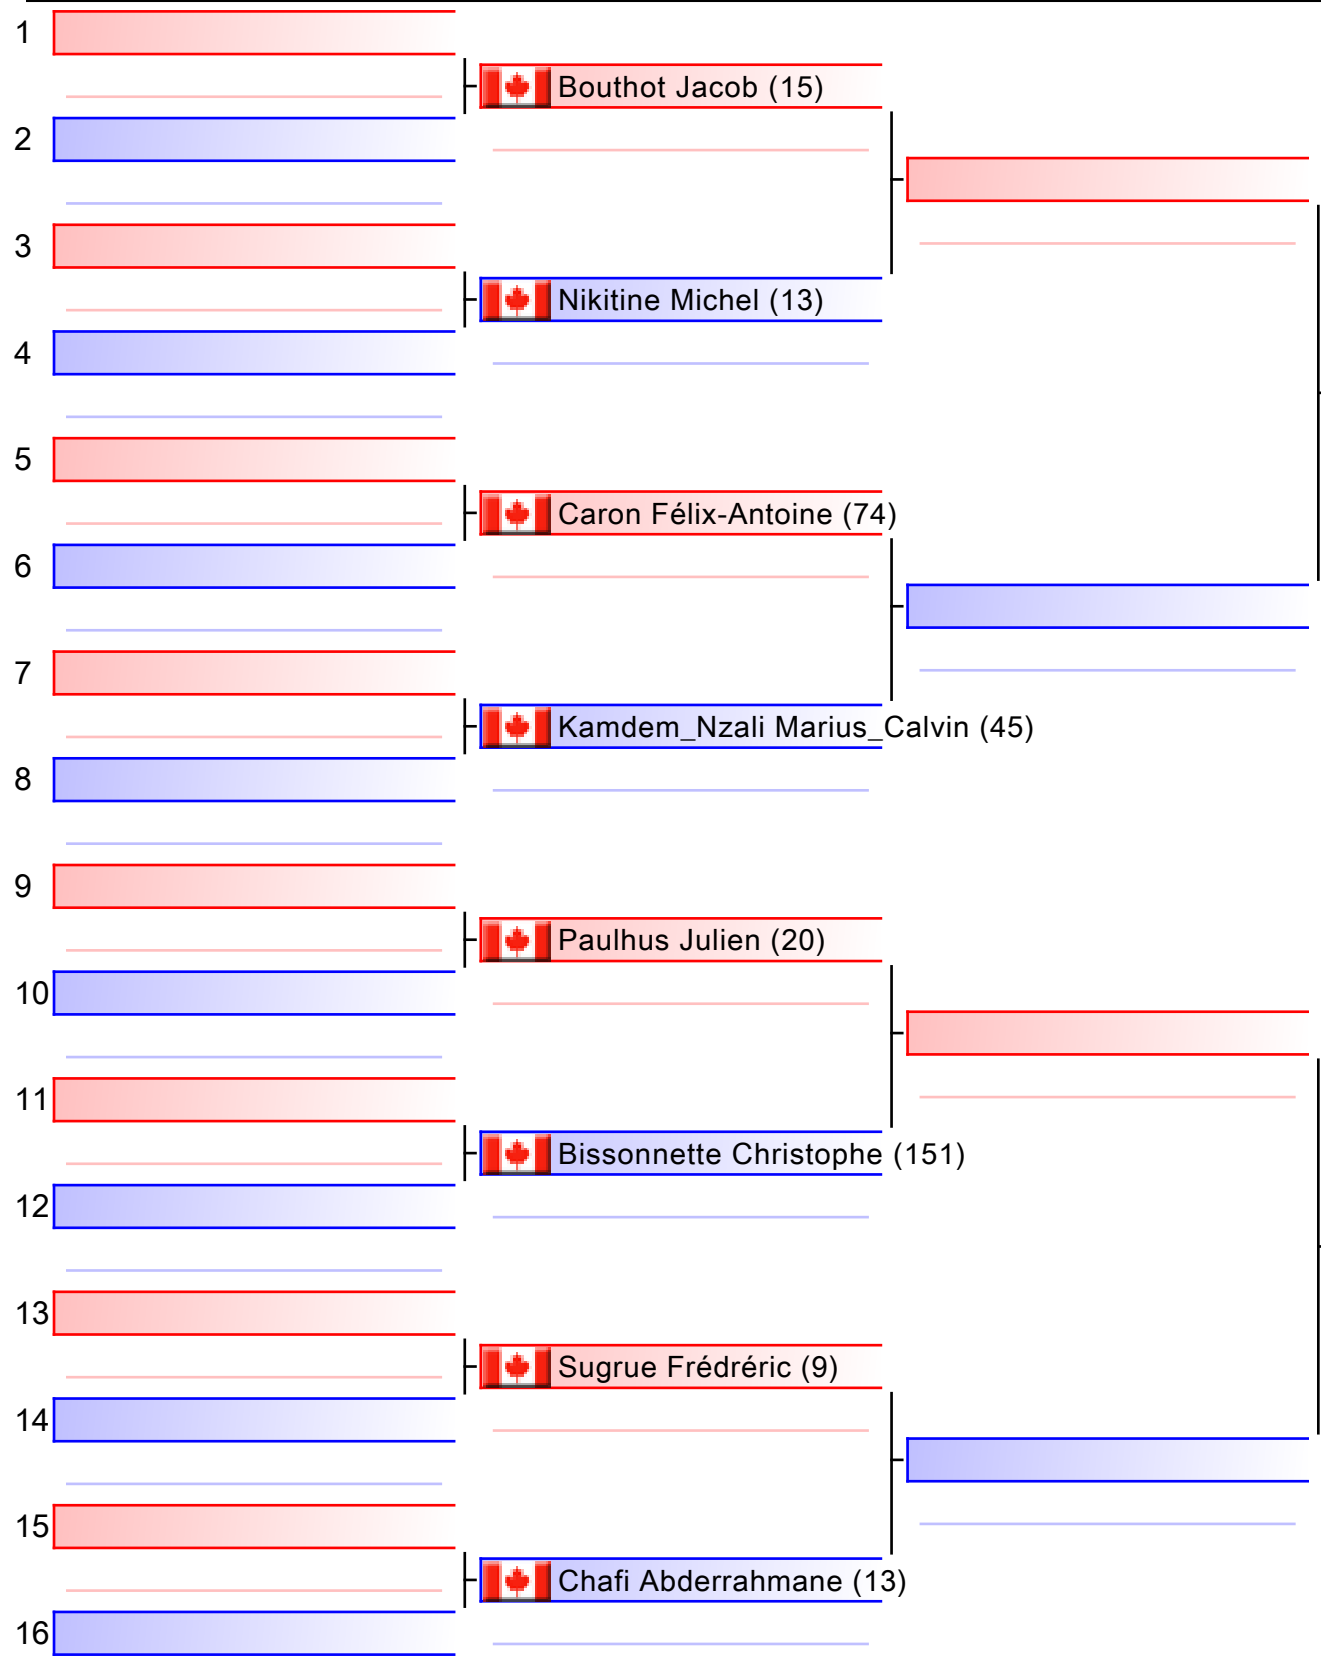 1
Bouthot Jacob (15)
2
3
Nikitine Michel (13)
4
5
Caron Félix-Antoine (74)
6
7
Kamdem_Nzali Marius_Calvin (45)
8
9
Paulhus Julien (20)
10
11
Bissonnette Christophe (151)
12
13
Sugrue Frédréric (9)
14
15
Chafi Abderrahmane (13)
16